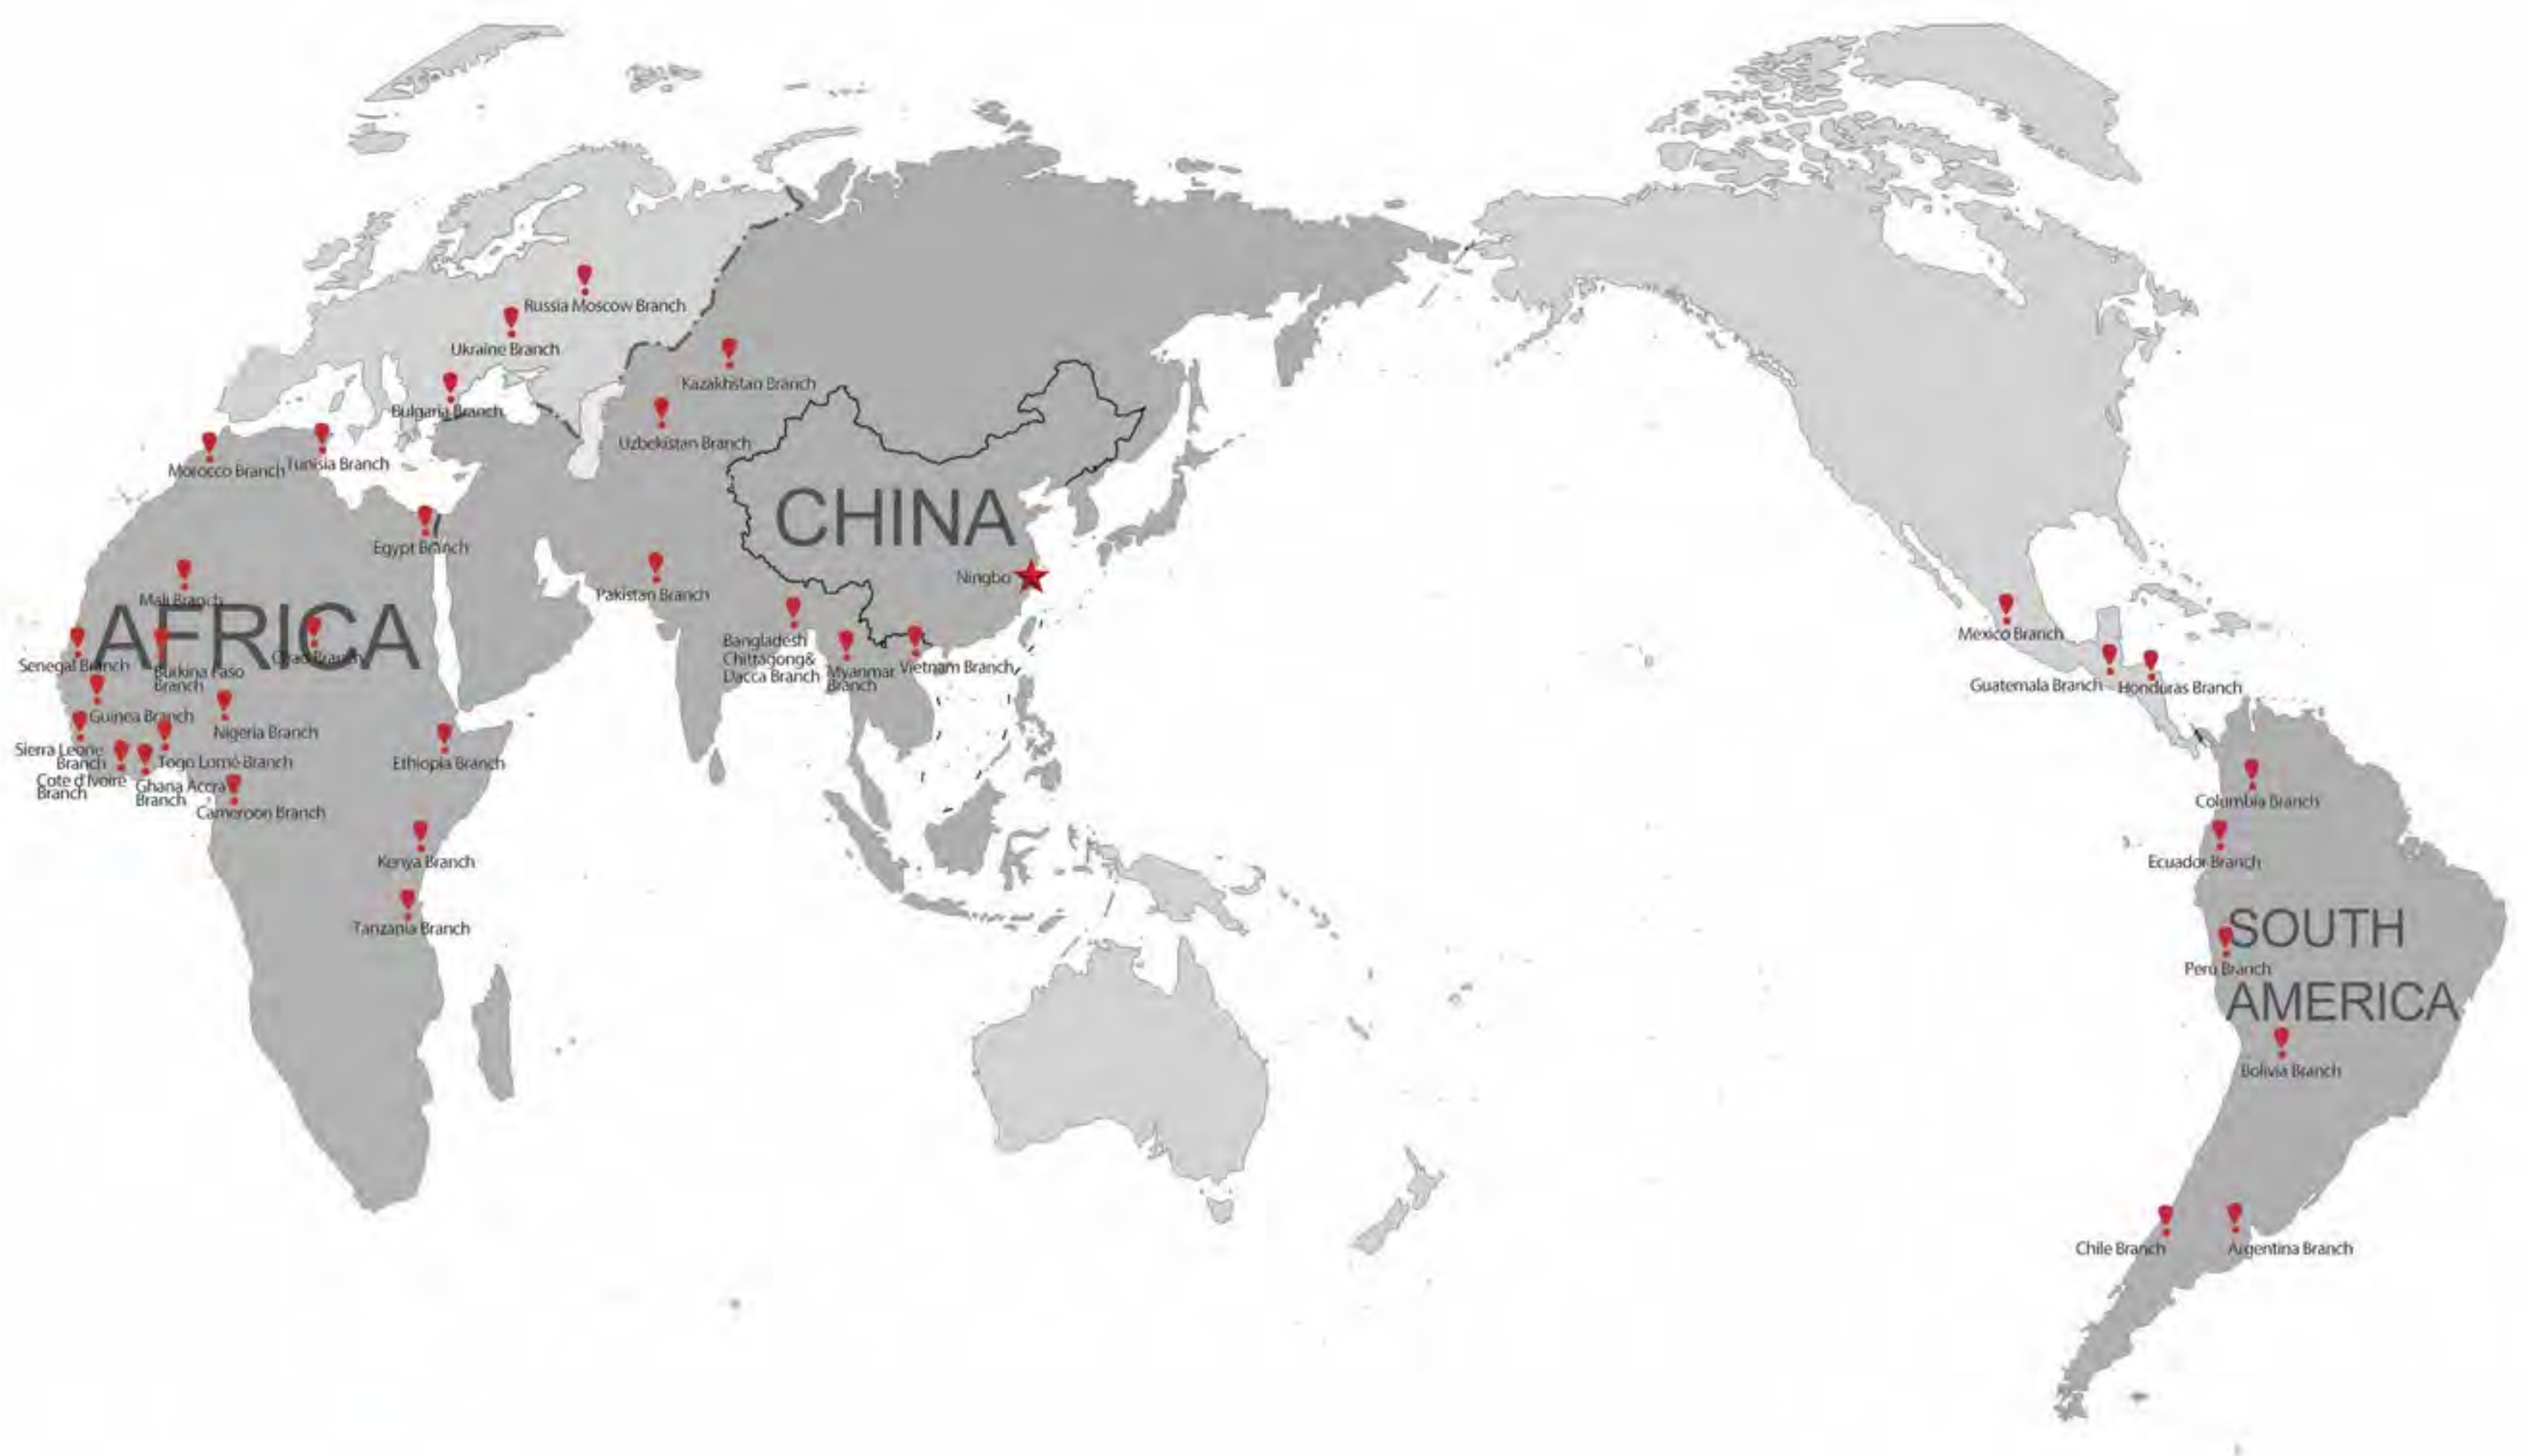 Russia Moscow Branch
Ukraine Branch
Kazakhstan Branch
Bulgaria Branch
Uzbekistan Branch
Morocco Branch
Tunisia Branch
CHINA
Egypt Branch
Ningbo
Pakistan Branch
Mali Branch
AFRICA
Senegal Branch
Chad Branch
Burkina Faso
Branch
Bangladesh
Chittagong&
Dacca Branch
Myanmar
Branch
Vietnam Branch
Mexico Branch
Guatemala Branch
Honduras Branch
Guinea Branch
Nigeria Branch
Sierra Leone
Branch
Togo Lomé Branch
Ethiopia Branch
Cote d'Ivoire
Branch
Ghana Accra
Branch
Cameroon Branch
Columbia Branch
Kenya Branch
Ecuador Branch
Tanzania Branch
SOUTH
Peru Branch
AMERICA
Bolivia Branch
Chile Branch
Argentina Branch